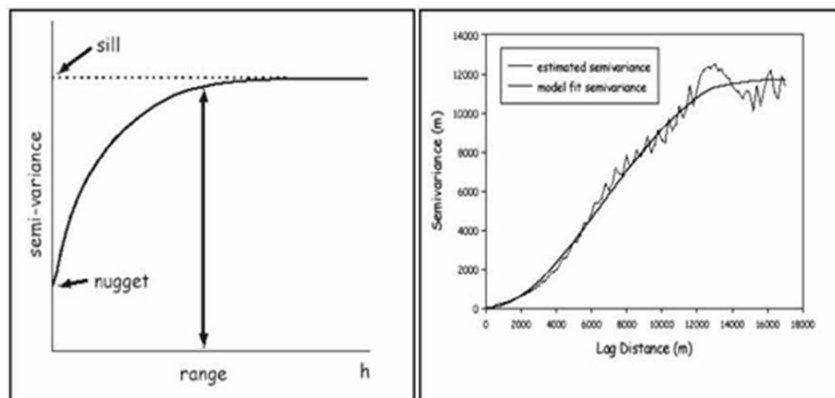 sill
semi-variance
nugget
range
h
14000
12000
10000
8000
6000
4000
2000
0
Semivariance (m)
estimated semivariance
model fit semivariance
0 2000 4000 6000 8000 10000 12000 14000 16000 18000
Lag Distance (m)